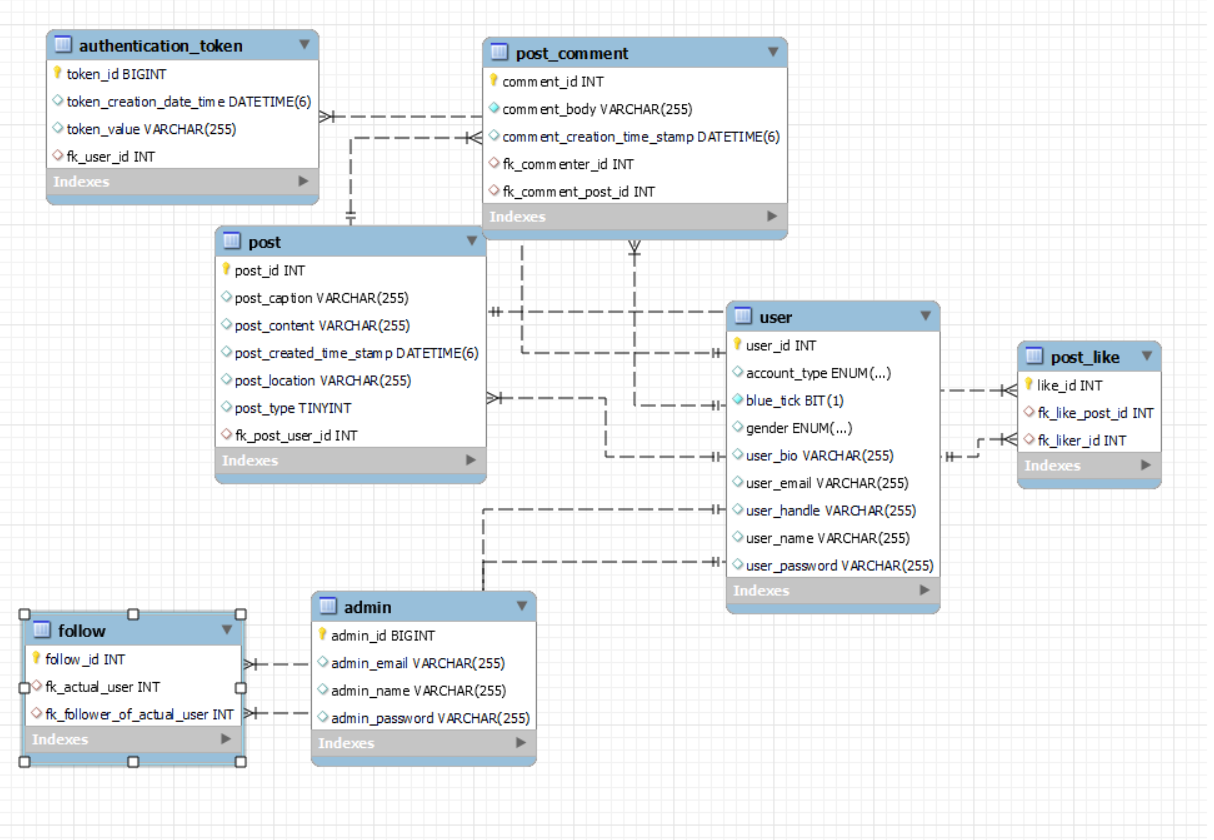 authentication_token
token_id BIGINT
token_creation_date_time DATETIME(6)
token_value VARCHAR(255)
fk_user_id INT
Indexes
post_comment
comment_id INT
comment_body VARCHAR(255)
comment_creation_time_stamp DATETIME(6)
fk_commenter_id INT
fk_comment_post_id INT
Indexes
post
post_id INT
post_caption VARCHAR(255)
post_content VARCHAR(255)
post_created_time_stamp DATETIME(6)
post_location VARCHAR(255)
post_type TINYINT
fk_post_user_id INT
Indexes
user
user_id INT
account_type ENUM(...)
blue_tick BIT(1)
gender ENUM(...)
user_bio VARCHAR(255)
user_email VARCHAR(255)
user_handle VARCHAR(255)
user_name VARCHAR(255)
user_password VARCHAR(255)
Indexes
post_like
like_id INT
fk_like_post_id INT
fk_liker_id INT
Indexes
follow
follow_id INT
fk_actual_user INT
fk_follower_of_actual_user INT
Indexes
admin
admin_id BIGINT
admin_email VARCHAR(255)
admin_name VARCHAR(255)
admin_password VARCHAR(255)
Indexes